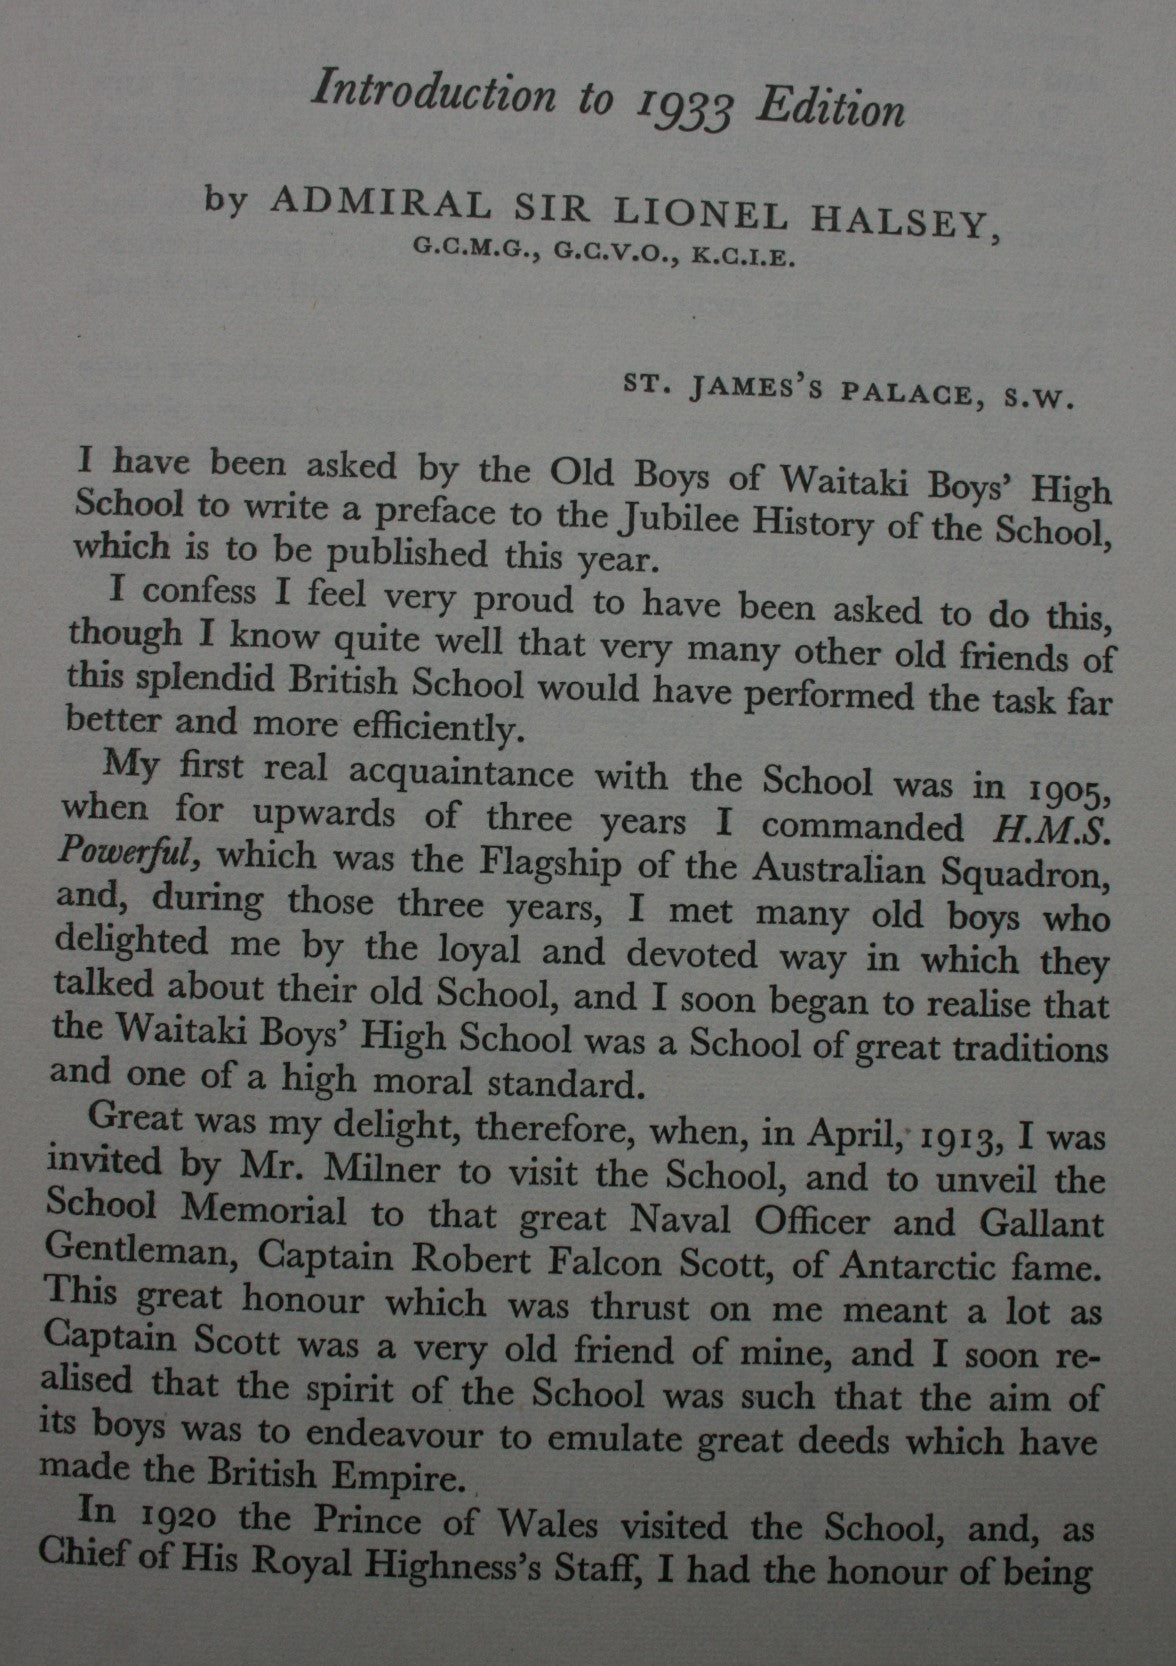 Introduction to 1933 Edition
by ADMIRAL SIR LIONEL HALSEY,
G.C.M.G., G.C.V.O., K.C.I.E.
ST. JAMES'S PALACE, S.W.
I have been asked by the Old Boys of Waitaki Boys' High
School to write a preface to the Jubilee History of the School,
which is to be published this year.
I confess I feel very proud to have been asked to do this,
though I know quite well that very many other old friends of
this splendid British School would have performed the task far
better and more efficiently.
My first real acquaintance with the School was in 1905,
when for upwards of three years I commanded H.M.S.
Powerful, which was the Flagship of the Australian Squadron,
and, during those three years, I met many old boys who
delighted me by the loyal and devoted way in which they
talked about their old School, and I soon began to realise that
the Waitaki Boys' High School was a School of great traditions
and one of a high moral standard.
Great was my delight, therefore, when, in April, 1913, I was
invited by Mr. Milner to visit the School, and to unveil the
School Memorial to that great Naval Officer and Gallant
Gentleman, Captain Robert Falcon Scott, of Antarctic fame.
This great honour which was thrust on me meant a lot as
Captain Scott was a very old friend of mine, and I soon re-
alised that the spirit of the School was such that the aim of
its boys was to endeavour to emulate great deeds which have
made the British Empire.
In 1920 the Prince of Wales visited the School, and, as
Chief of His Royal Highness's Staff, I had the honour of being